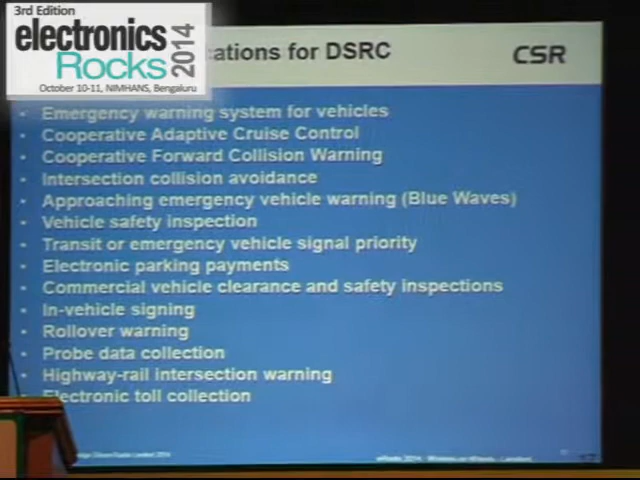 3rd Edition
electronics
Rocks 2014
October 10-11, NIMHANS, Bengaluru
ations for DSRC
CSR
• Emergency warning system for vehicles
• Cooperative Adaptive Cruise Control
• Cooperative Forward Collision Warning
• Intersection collision avoidance
• Approaching emergency vehicle warning (Blue Waves)
• Vehicle safety inspection
• Transit or emergency vehicle signal priority
• Electronic parking payments
• Commercial vehicle clearance and safety inspections
• In-vehicle signing
• Rollover warning
• Probe data collection
• Highway-rail intersection warning
• Electronic toll collection